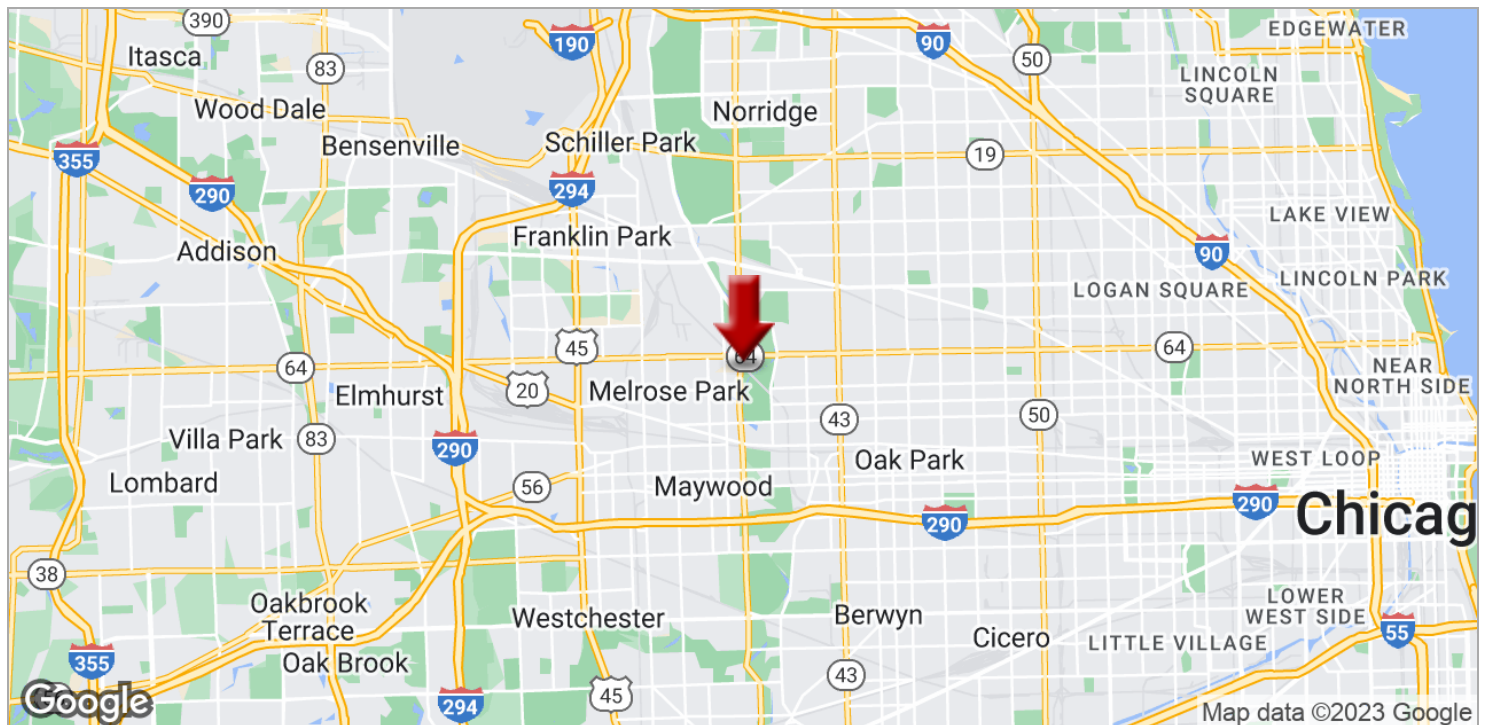 390
190
90
50
EDGEWATER
Itasca
83
LINCOLN
SQUARE
Wood Dale
Norridge
Bensenville
Schiller Park
355
290
294
19
LAKE VIEW
Franklin Park
Addison
90
LOGAN SQUARE
LINCOLN PARK
45
64
64
64
NEAR
NORTH SIDE
Elmhurst
20
Melrose Park
43
50
Villa Park
83
290
Oak Park
WEST LOOP
Lombard
56
Maywood
290
290
Chicag
38
Oakbrook
Terrace
Westchester
Berwyn
Cicero
LOWER
WEST SIDE
LITTLE VILLAGE
55
355
Oak Brook
43
294
45
Google
Map data ©2023 Google